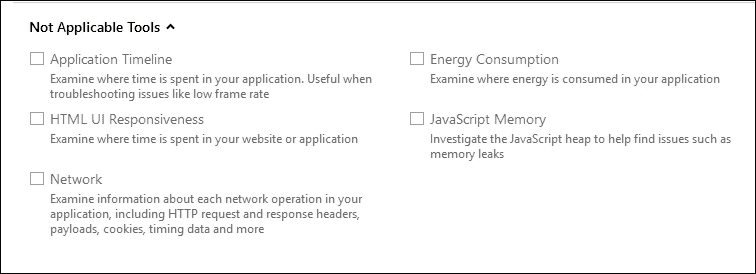 Not Applicable Tools
Application Timeline
Examine where time is spent in your application. Useful when
troubleshooting issues like low frame rate
Energy Consumption
Examine where energy is consumed in your application
HTML UI Responsiveness
Examine where time is spent in your website or application
JavaScript Memory
Investigate the JavaScript heap to help find issues such as
memory leaks
Network
Examine information about each network operation in your
application, including HTTP request and response headers,
payloads, cookies, timing data and more